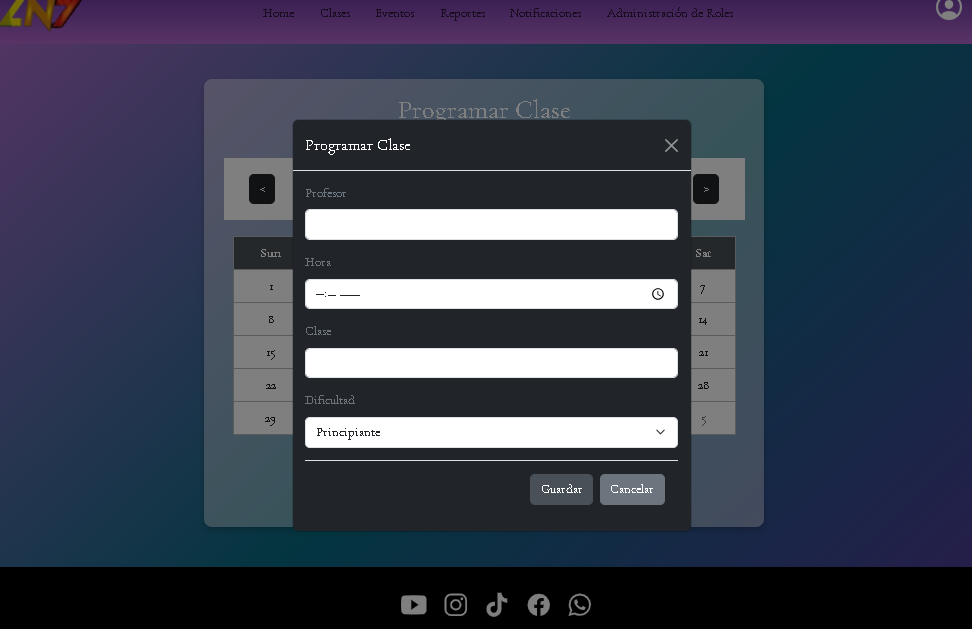 ZN7
Home Clases Eventos Reportes Notificaciones Administración de Roles
Programar Clase
Programar Clase
< >
Profesor
Sun Sat
Hora
1 7
--:-- ----
8 14
Clase
15 21
22 28
Dificultad
29 5
Principiante
Guardar Cancelar